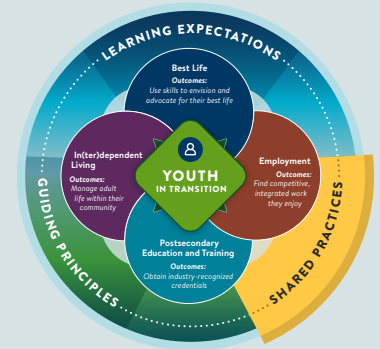 LEARNING EXPECTATIONS
Best Life
Outcomes:
Use skills to envision and
advocate for their best life
In(ter)dependent
Living
Outcomes:
Manage adult
life within their
community
YOUTH
IN TRANSITION
Employment
Outcomes:
Find competitive,
integrated work
they enjoy
Postsecondary
Education and Training
Outcomes:
Obtain industry-recognized
credentials
GUIDING PRINCIPLES
SHARED PRACTICES